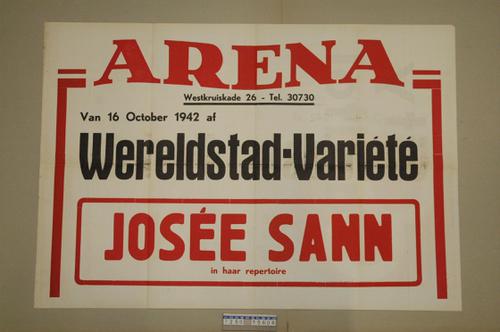 ARENA
Westkruiskade 26 - Tel. 30730
Van 16 October 1942 af
Wereldstad-Variété
JOSÉE SANN
in haar repertoire